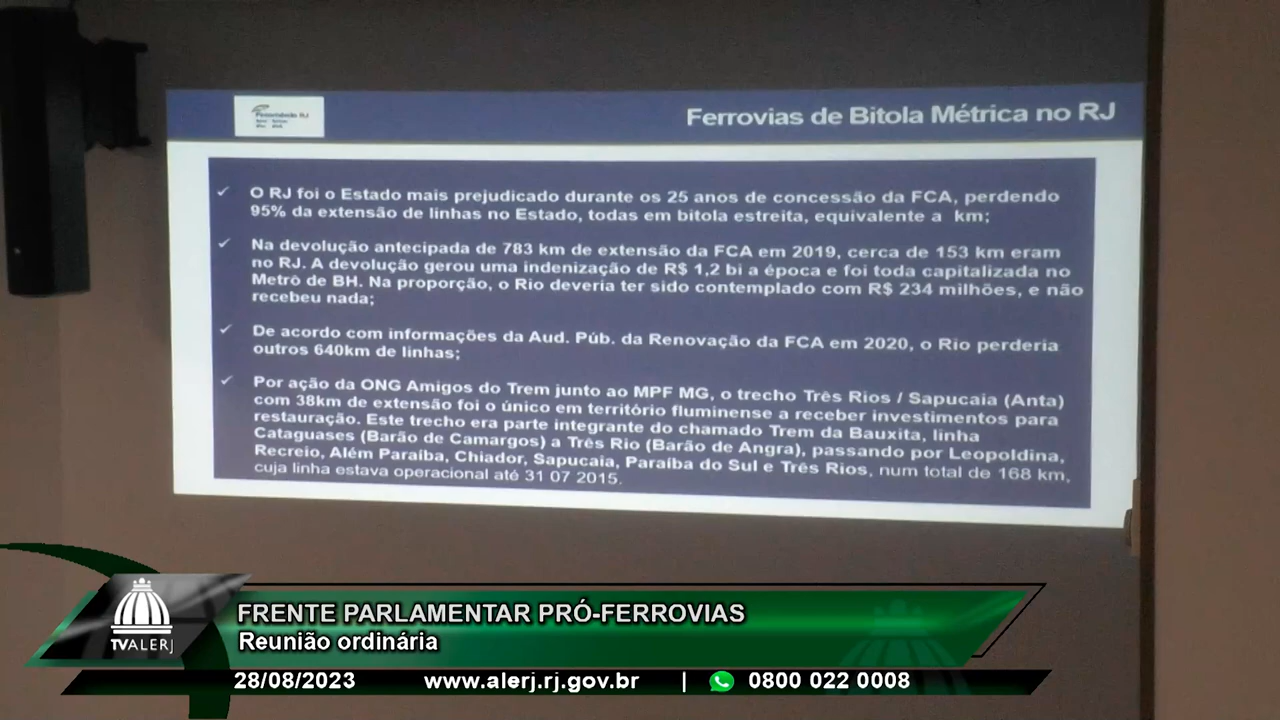 Ferrovias de Bitola Métrica no RJ
O RJ foi o Estado mais prejudicado durante os 25 anos de concessão da FCA, perdendo
95% da extensão de linhas no Estado, todas em bitola estreita, equivalente a km;
Na devolução antecipada de 783 km de extensão da FCA em 2019, cerca de 153 km eram
no RJ. A devolução gerou uma indenização de R$ 1,2 bi a época e foi toda capitalizada no
Metrô de BH. Na proporção, o Rio deveria ter sido contemplado com R$ 234 milhões, e não
recebeu nada;
De acordo com informações da Aud. Púb. da Renovação da FCA em 2020, o Rio perderia
outros 640km de linhas;
Por ação da ONG Amigos do Trem junto ao MPF MG, o trecho Três Rios / Sapucaia (Anta)
com 38km de extensão foi o único em território fluminense a receber investimentos para
restauração. Este trecho era parte integrante do chamado Trem da Bauxita, linha
Cataguases (Barão de Camargos) a Três Rio (Barão de Angra), passando por Leopoldina,
Recreio, Além Paraíba, Chiador, Sapucaia, Paraíba do Sul e Três Rios, num total de 168 km,
cuja linha estava operacional até 31 07 2015.
FRENTE PARLAMENTAR PRÓ-FERROVIAS
Reunião ordinária
TVALERJ
28/08/2023 www.alerj.rj.gov.br | 0800 022 0008